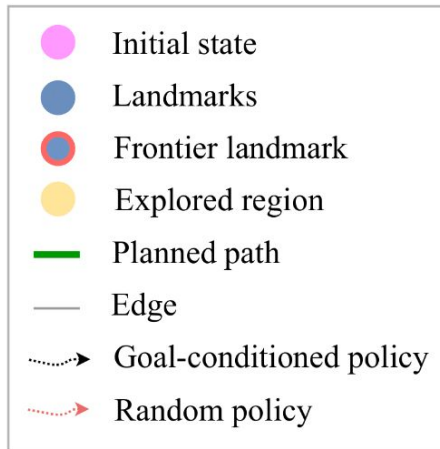 Initial state
Landmarks
Frontier landmark
Explored region
Planned path
Edge
Goal-conditioned policy
Random policy